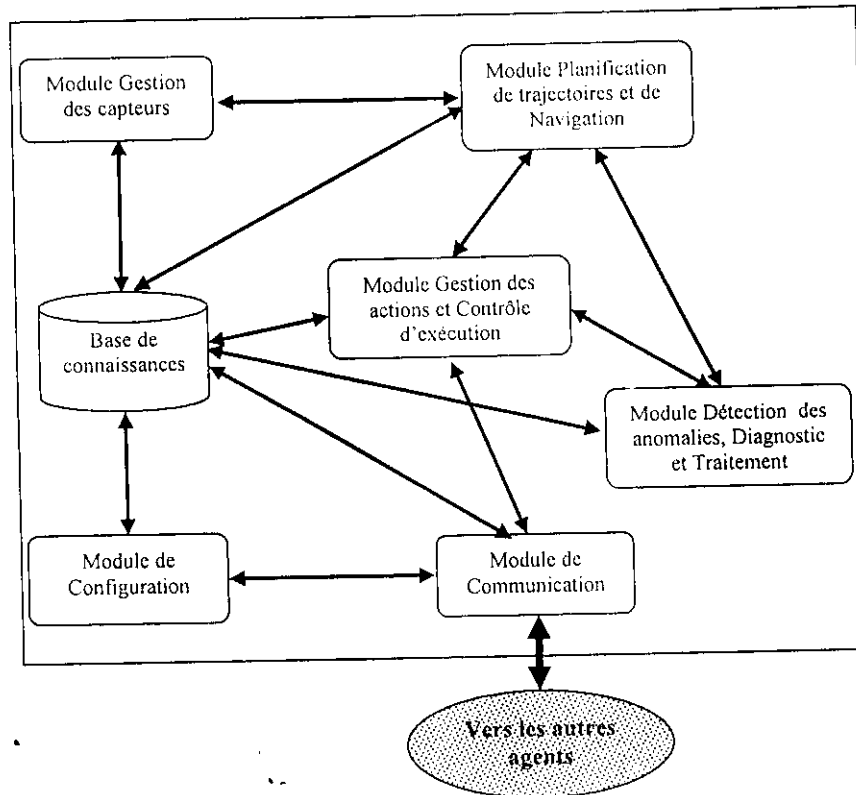 Module Gestion
des capteurs
Module Planification
de trajectoires et de
Navigation
Module Gestion des
actions et Contrôle
d'exécution
Base de
connaissances
Module Détection des
anomalies, Diagnostic
et Traitement
Module de
Configuration
Module de
Communication
Vers les autres
agents